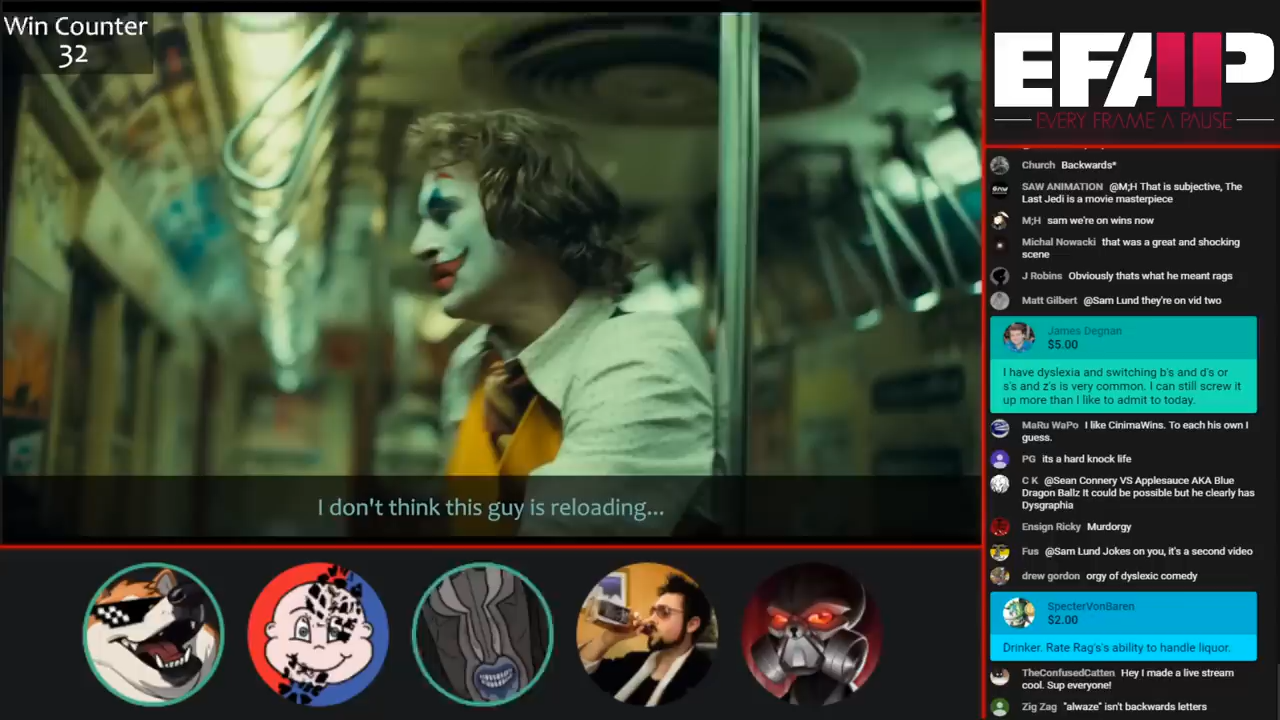 Win Counter
32
I don't think this guy is reloading...
EFAP
EVERY FRAME A PAUSE
Church Backwards*
SAW ANIMATION @M;H That is subjective, The
Last Jedi is a movie masterpiece
M;H sam we're on wins now
Michal Nowacki that was a great and shocking
scene
J Robins Obviously thats what he meant rags
Matt Gilbert @Sam Lund they're on vid two
James Degnan
$5.00
I have dyslexia and switching b's and d's or
s's and z's is very common. I can still screw it
up more than I like to admit to today.
MaRu WaPo I like CinimaWins. To each his own I
guess.
PG its a hard knock life
C K @Sean Connery VS Applesauce AKA Blue
Dragon Ballz It could be possible but he clearly has
Dysgraphia
Ensign Ricky Murdorgy
Fus @Sam Lund Jokes on you, it's a second video
drew gordon orgy of dyslexic comedy
SpecterVonBaren
$2.00
Drinker. Rate Rag's's ability to handle liquor.
TheConfusedCatten Hey I made a live stream
cool. Sup everyone!
Zig Zag "alwaze" isn't backwards letters